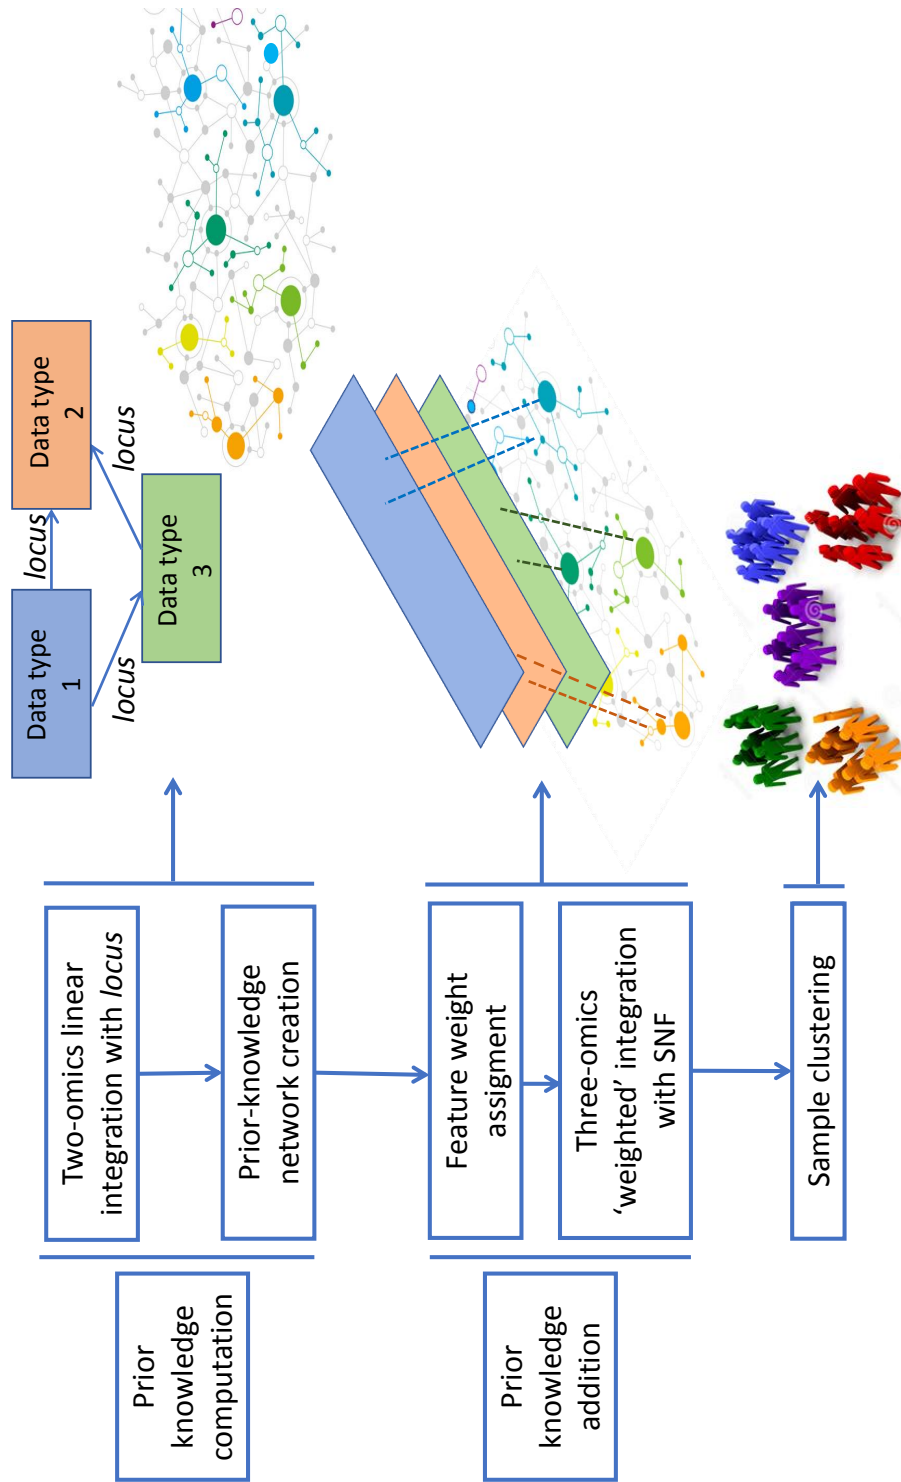 Prior
knowledge
computation
Two-omics linear
integration with locus
Prior-knowledge
network creation
Data type
1
locus
Data type
2
locus
locus
Data type
3
Prior
knowledge
addition
Feature weight
assigment
Three-omics
‘weighted’ integration
with SNF
Sample clustering